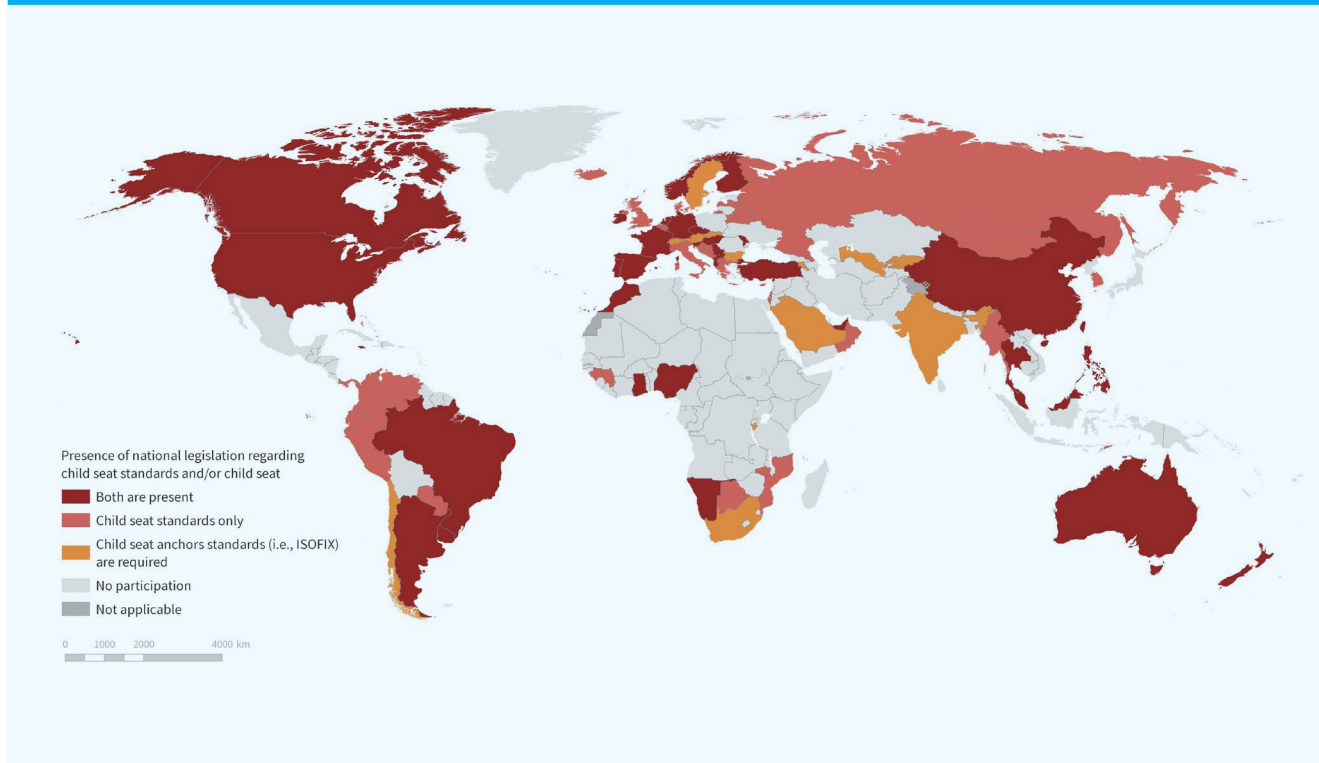 Presence of national legislation regarding
child seat standards and/or child seat
Both are present
Child seat standards only
Child seat anchors standards (i.e., ISOFIX)
are required
No participation
Not applicable
0 1000 2000 4000 km